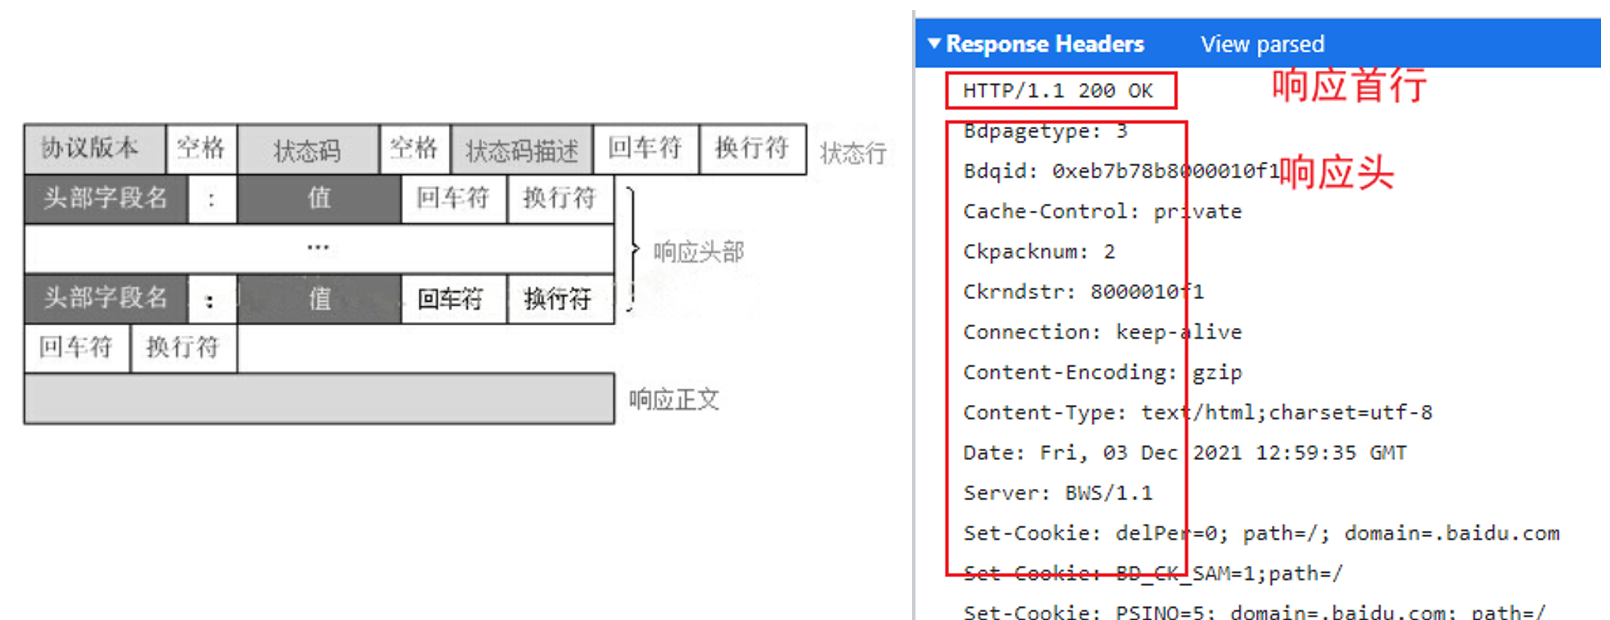 协议版本 空格 状态码 空格 状态码描述 回车符 换行符 状态行
头部字段名 : 值 回车符 换行符
... 响应头部
头部字段名 : 值 回车符 换行符
回车符 换行符
响应正文
Response Headers View parsed
HTTP/1.1 200 OK 响应首行
Bdpagetype: 3
Bdqid: 0xeb7b78b8000010f1 响应头
Cache-Control: private
Ckpacknum: 2
Ckrndstr: 8000010f1
Connection: keep-alive
Content-Encoding: gzip
Content-Type: text/html;charset=utf-8
Date: Fri, 03 Dec 2021 12:59:35 GMT
Server: BWS/1.1
Set-Cookie: delPer=0; path=/; domain=.baidu.com
Set-Cookie: BD_CK_SAM=1;path=/
Set-Cookie: PSINO=5; domain=.baidu.com; path=/